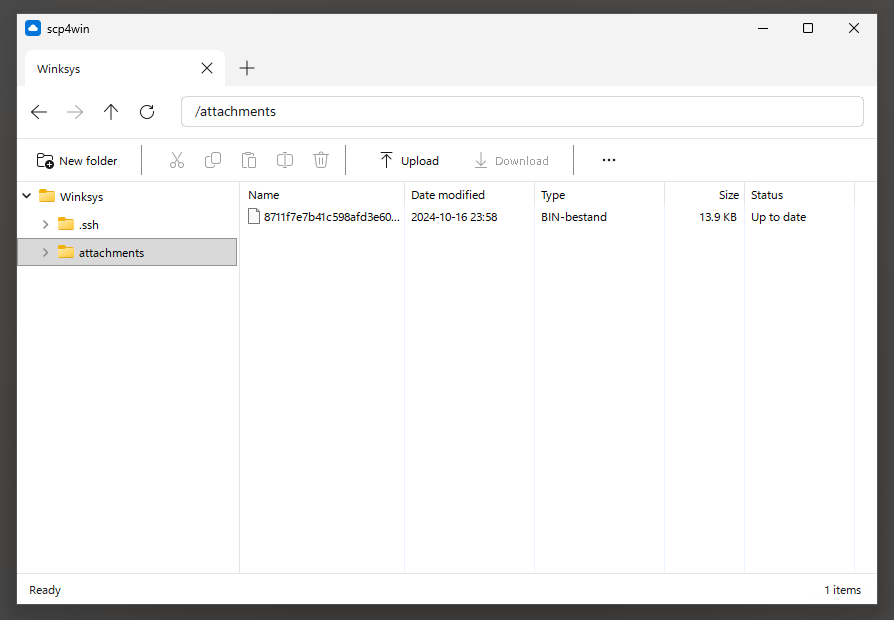 scp4win
Winksys
/attachments
New folder Upload Download
Winksys
.ssh
attachments
Name Date modified Type Size Status
8711f7e7b41c598afd3e60... 2024-10-16 23:58 BIN-bestand 13.9 KB Up to date
Ready 1 items